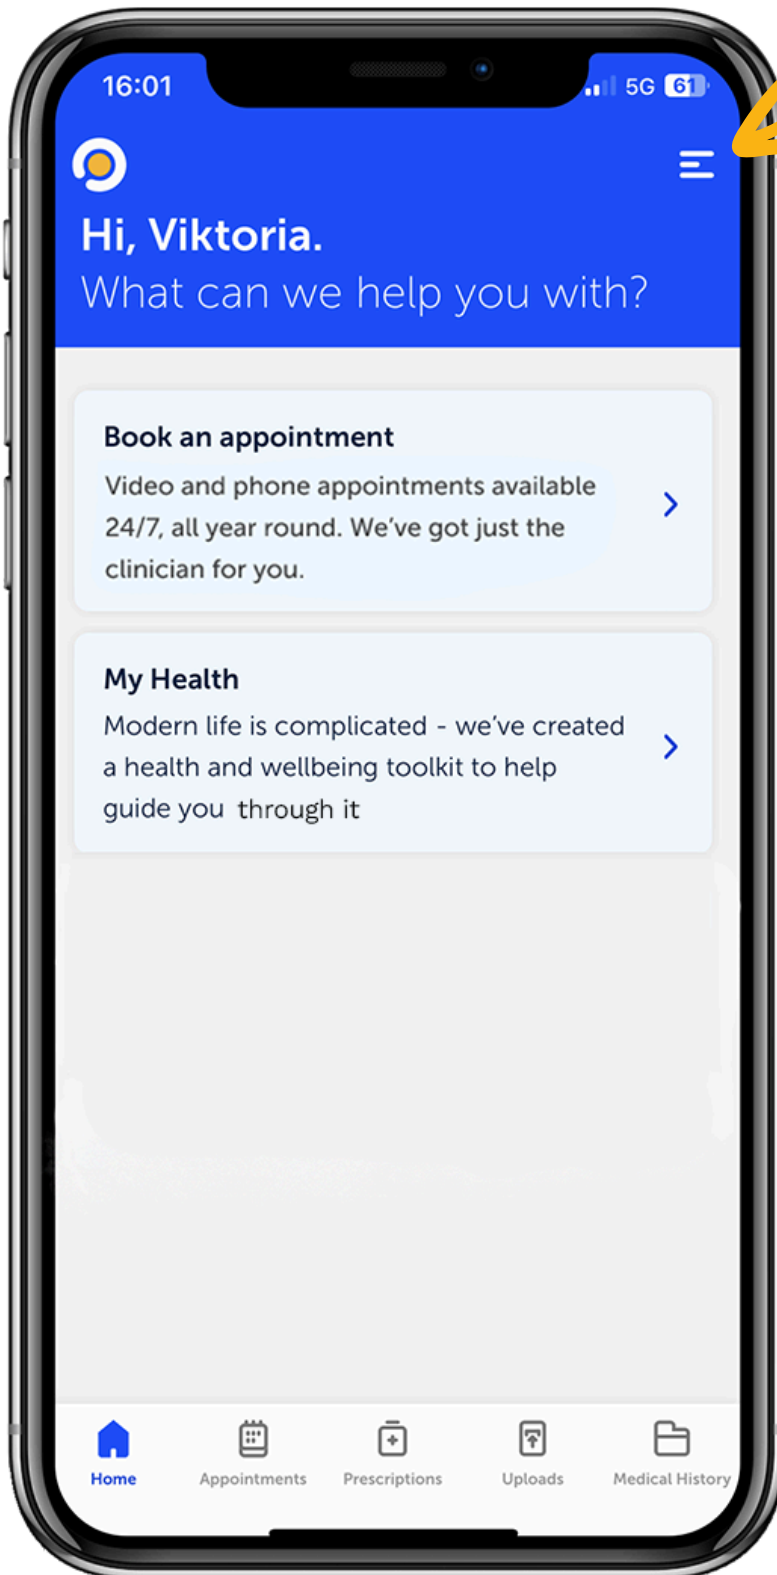 16:01
5G 61
Hi, Viktoria.
What can we help you with?
Book an appointment
Video and phone appointments available
24/7, all year round. We've got just the
clinician for you.
My Health
Modern life is complicated - we've created
a health and wellbeing toolkit to help
guide you through it
Home Appointments Prescriptions Uploads Medical History